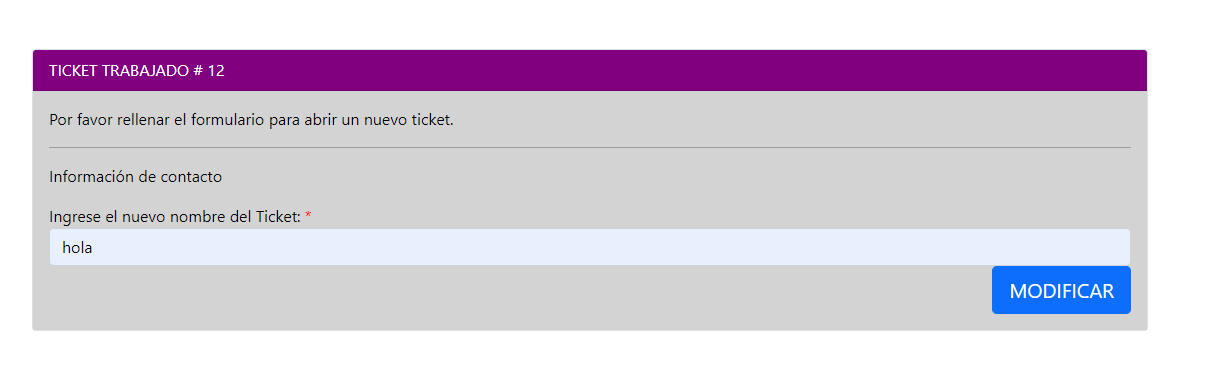 TICKET TRABAJADO # 12
Por favor rellenar el formulario para abrir un nuevo ticket.
Información de contacto
Ingrese el nuevo nombre del Ticket: *
hola
MODIFICAR